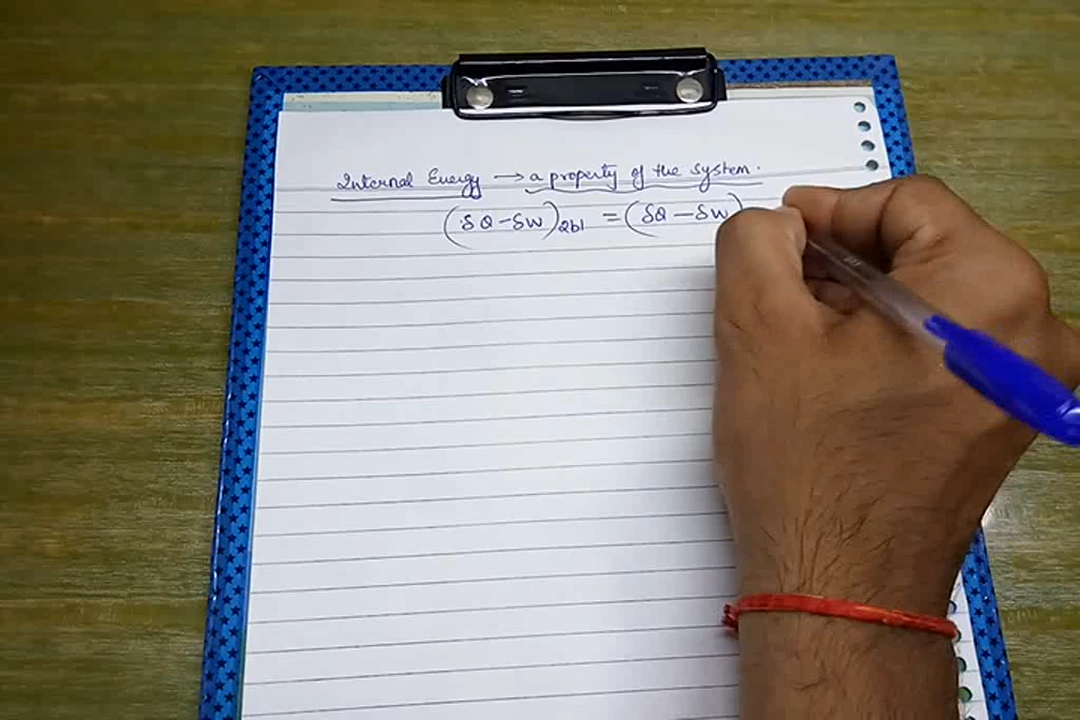 Internal Energy → a property of the system.
(δQ-δW)2b1 = (δQ-δW)